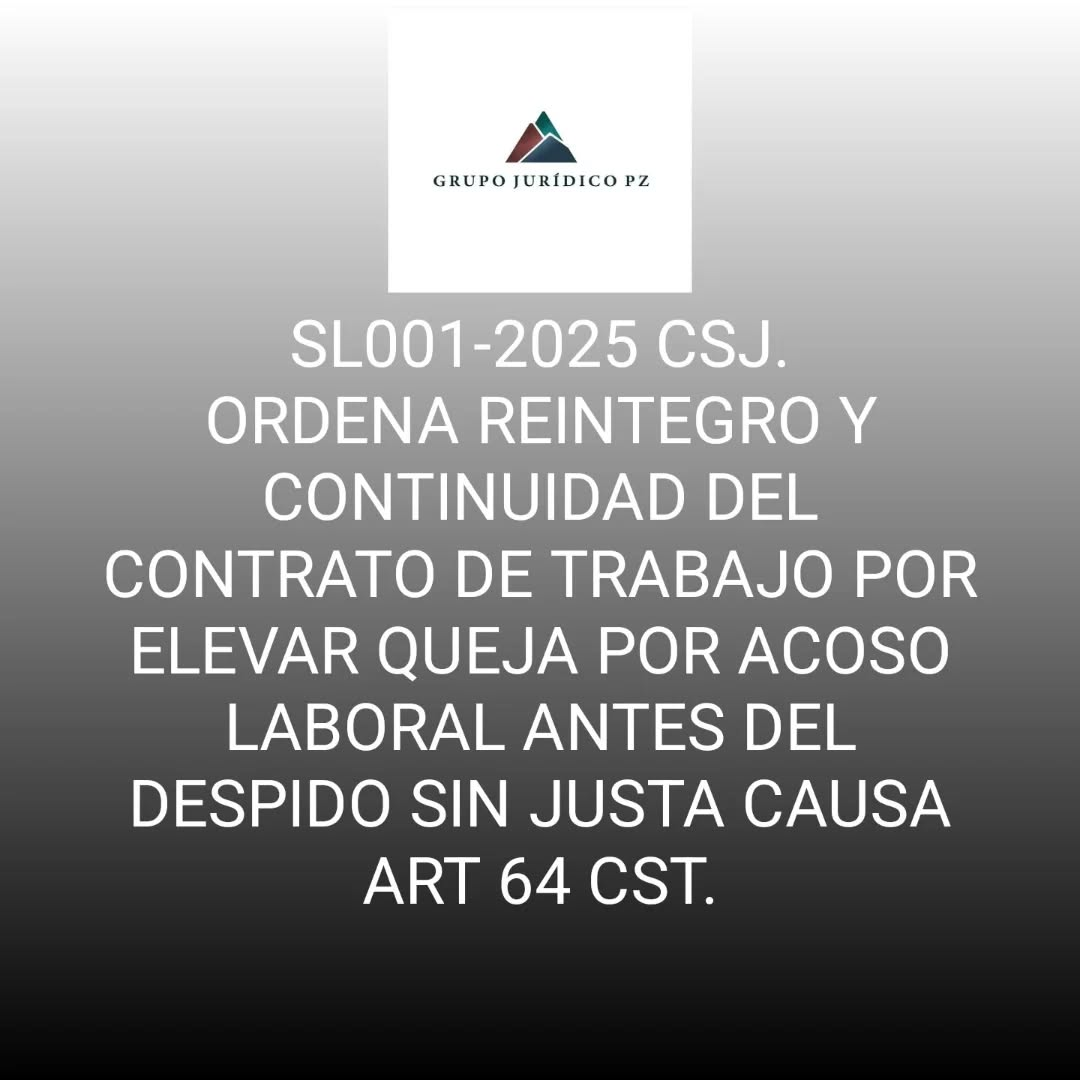 GRUPO JURÍDICO PZ
SL001-2025 CSJ.
ORDENA REINTEGRO Y
CONTINUIDAD DEL
CONTRATO DE TRABAJO POR
ELEVAR QUEJA POR ACOSO
LABORAL ANTES DEL
DESPIDO SIN JUSTA CAUSA
ART 64 CST.